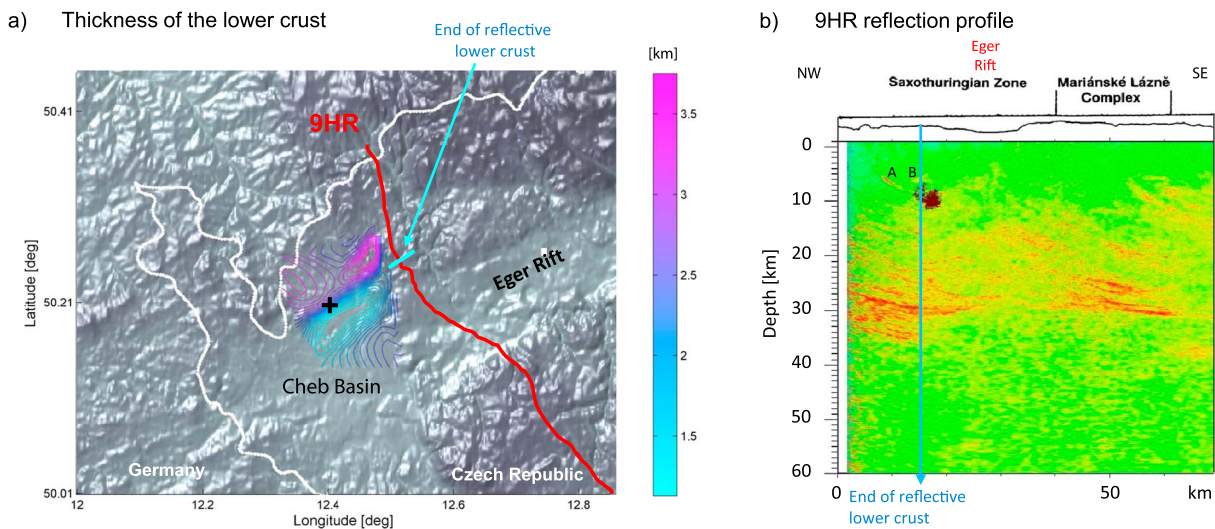 a)
Thickness of the lower crust
End of reflective
lower crust
[km]
9HR
3.5
3
2.5
2
1.5
Eger Rift
Cheb Basin
Germany
Czech Republic
50.41
50.21
50.01
Latitude [deg]
12
12.2
12.4
12.6
12.8
Longitude [deg]
b)
9HR reflection profile
Eger
Rift
NW
SE
Saxothuringian Zone
Mariánské Lázně
Complex
A B
0
10
20
30
40
50
60
Depth [km]
0
50
km
End of reflective
lower crust